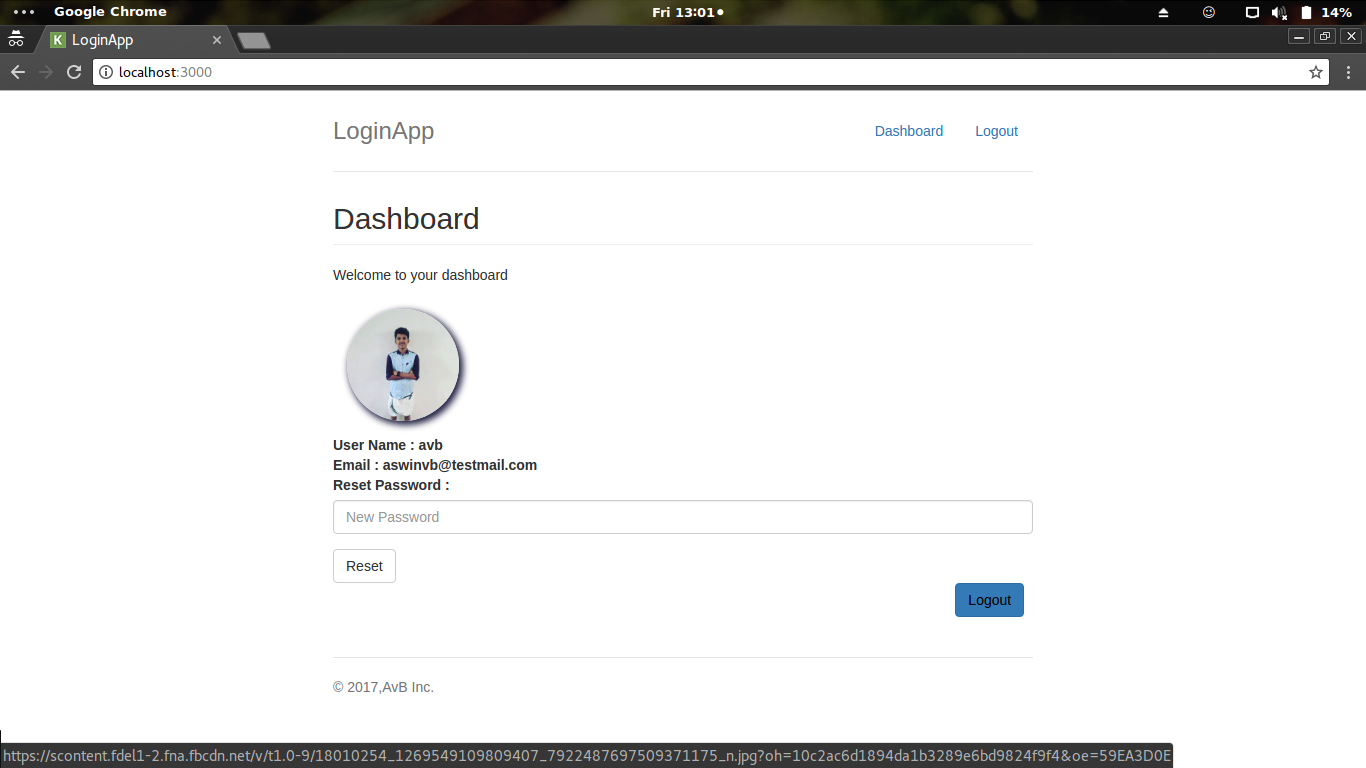 Google Chrome
Fri 13:01
14%
K LoginApp
localhost:3000
LoginApp
Dashboard
Logout
Dashboard
Welcome to your dashboard
User Name : avb
Email : aswinvb@testmail.com
Reset Password :
New Password
Reset
Logout
© 2017,AvB Inc.
https://scontent.fdel1-2.fna.fbcdn.net/v/t1.0-9/18010254_1269549109809407_7922487697509371175_n.jpg?oh=10c2ac6d1894da1b3289e6bd9824f9f4&oe=59EA3D0E